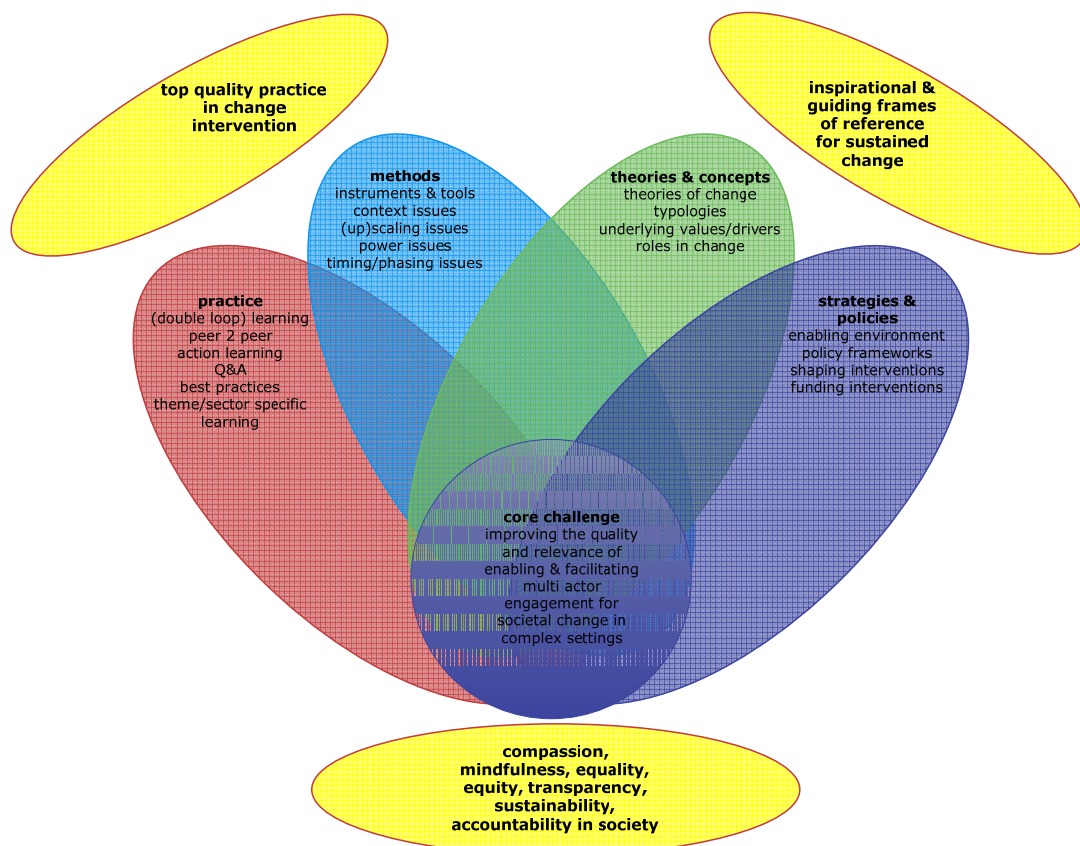 top quality practice
in change
intervention
inspirational &
guiding frames
of reference
for sustained
change
methods
instruments & tools
context issues
(up)scaling issues
power issues
timing/phasing issues
theories & concepts
theories of change
typologies
underlying values/drivers
roles in change
practice
(double loop) learning
peer 2 peer
action learning
Q&A
best practices
theme/sector specific
learning
strategies &
policies
enabling environment
policy frameworks
shaping interventions
funding interventions
core challenge
improving the quality
and relevance of
enabling & facilitating
multi actor
engagement for
societal change in
complex settings
compassion,
mindfulness, equality,
equity, transparency,
sustainability,
accountability in society